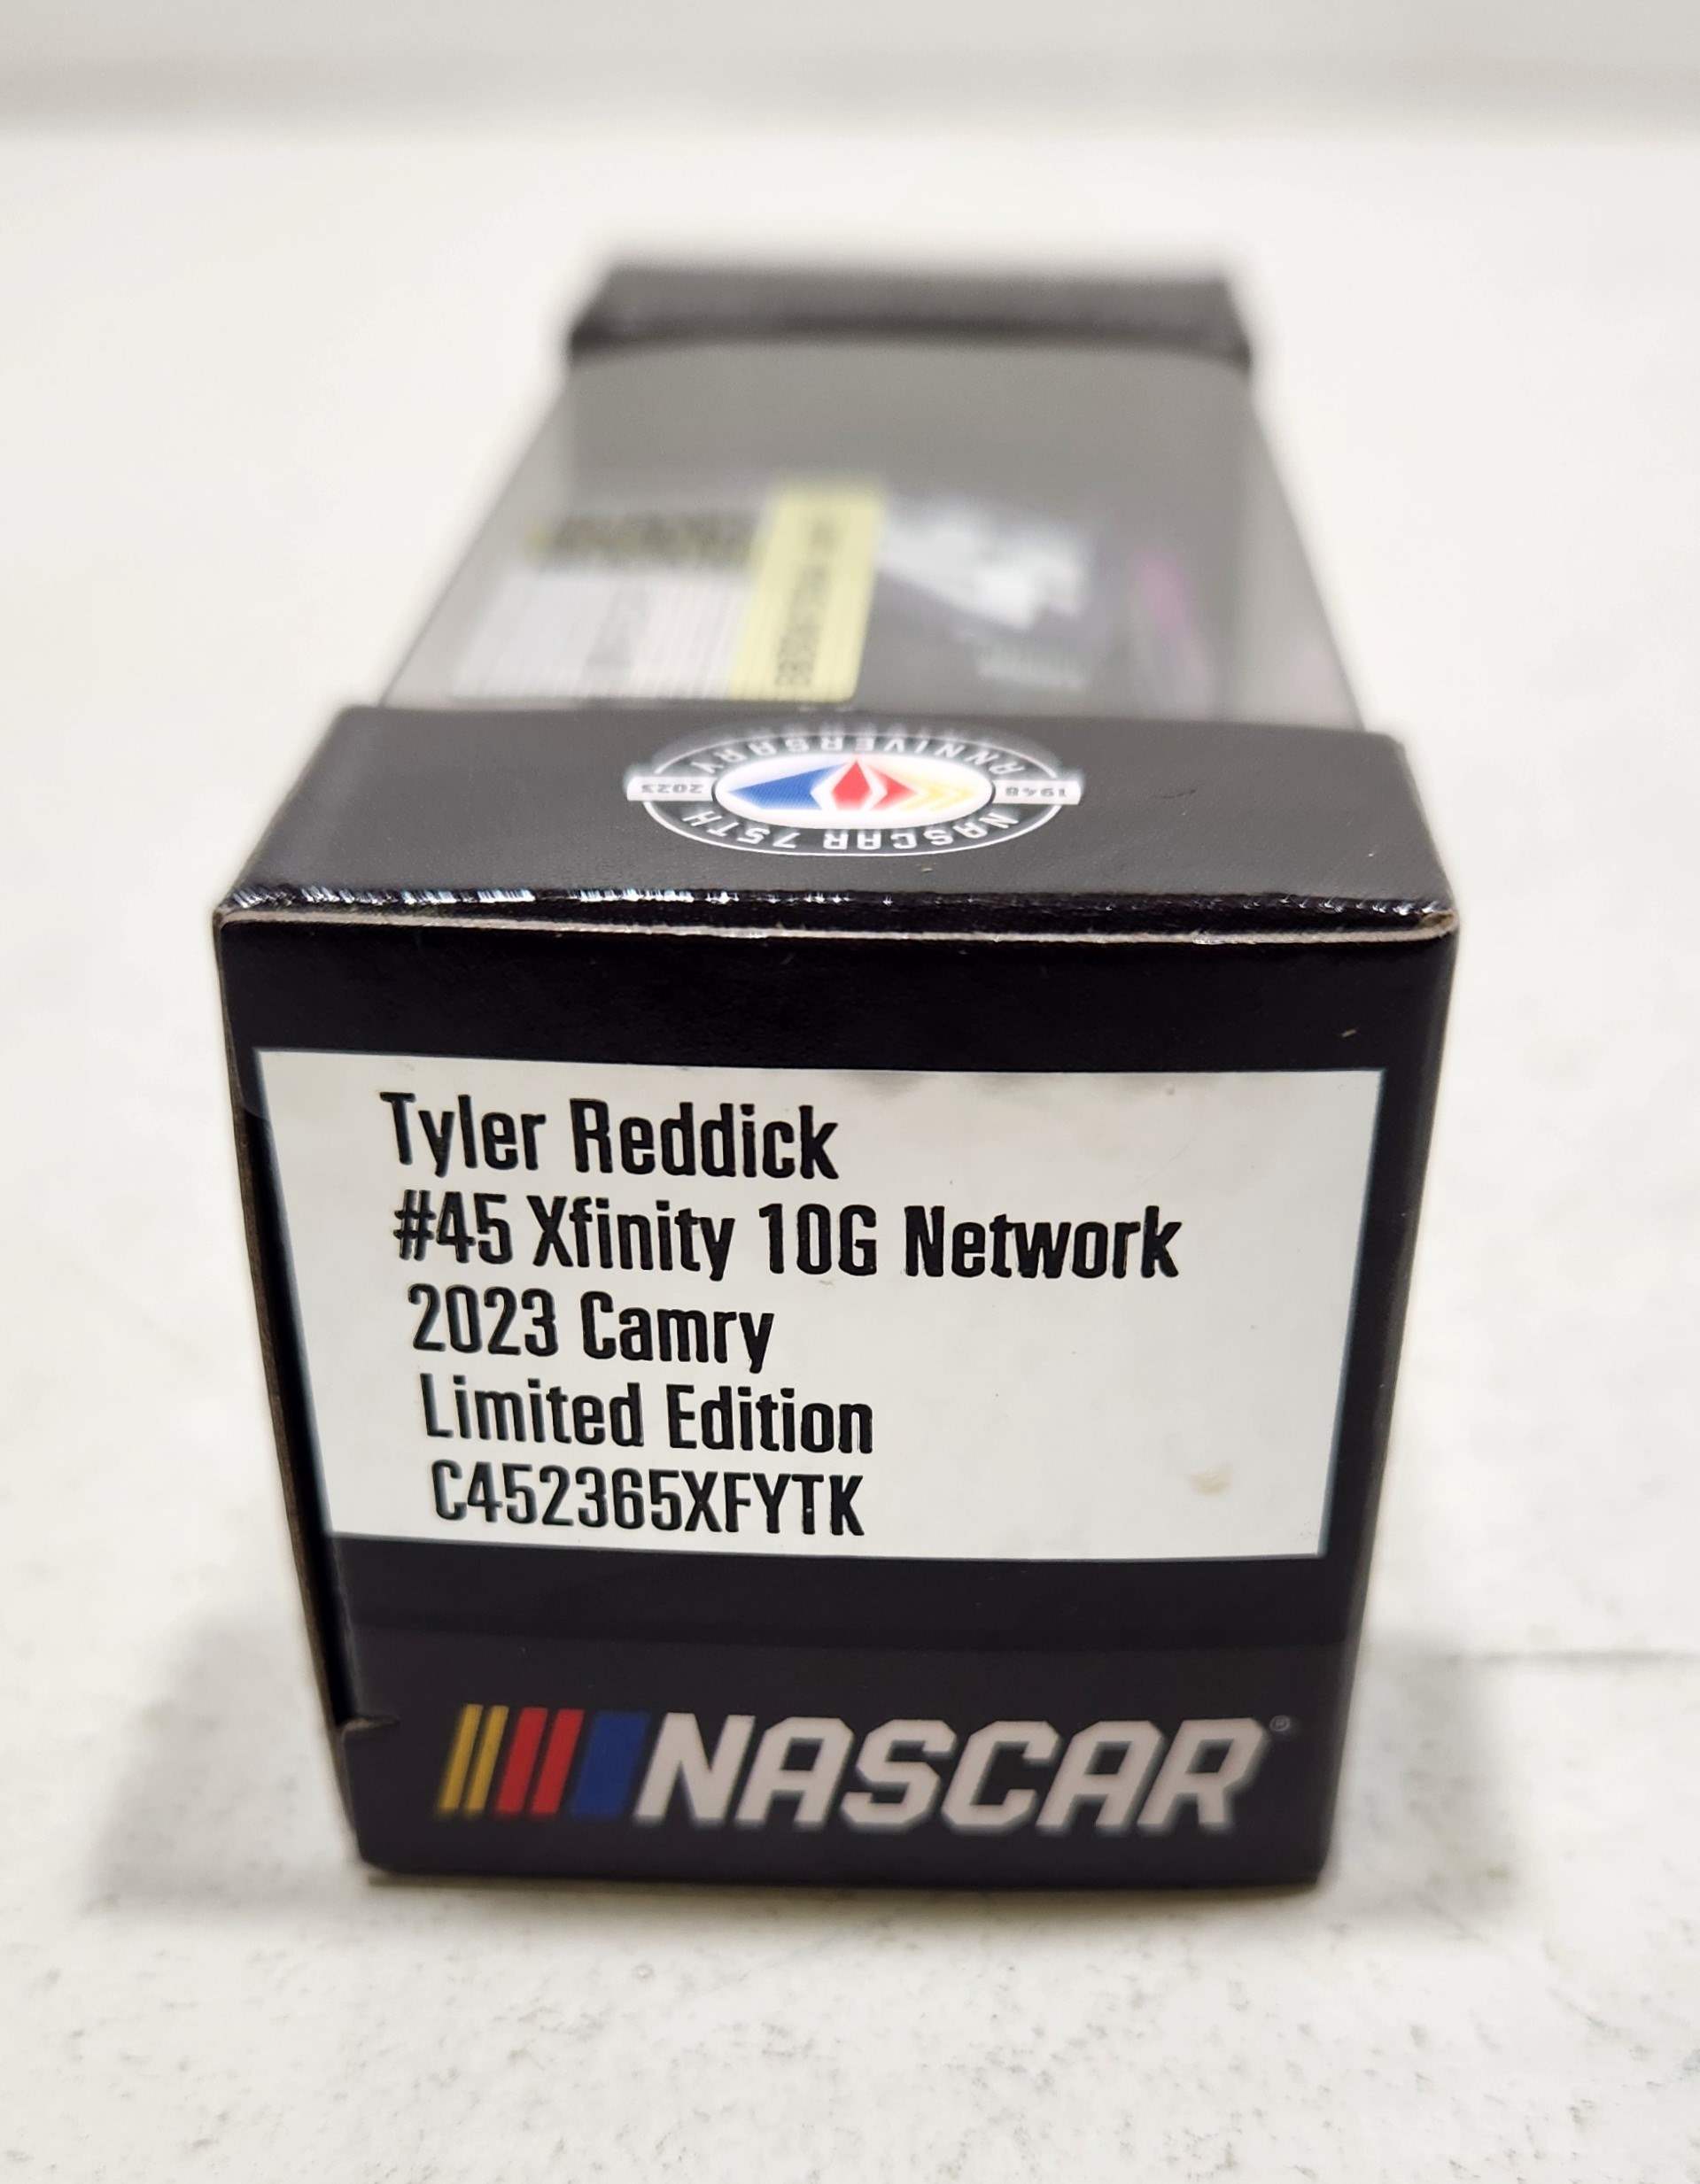 NASCAR 75TH
ANNIVERSARY
1948
2023
Tyler Reddick
#45 Xfinity 10G Network
2023 Camry
Limited Edition
C452365XFYTK
NASCAR®